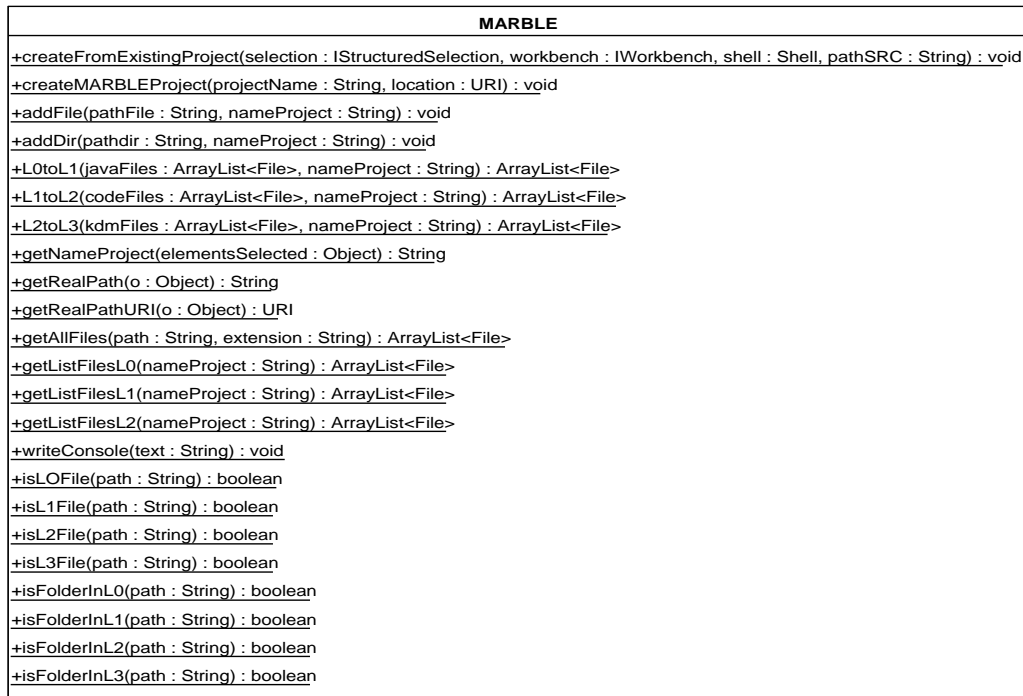 MARBLE
+createFromExistingProject(selection : IStructuredSelection, workbench : IWorkbench, shell : Shell, pathSRC : String) : void
+createMARBLEProject(projectName : String, location : URI) : void
+addFile(pathFile : String, nameProject : String) : void
+addDir(pathdir : String, nameProject : String) : void
+L0toL1(javaFiles : ArrayList<File>, nameProject : String) : ArrayList<File>
+L1toL2(codeFiles : ArrayList<File>, nameProject : String) : ArrayList<File>
+L2toL3(kdmFiles : ArrayList<File>, nameProject : String) : ArrayList<File>
+getNameProject(elementsSelected : Object) : String
+getRealPath(o : Object) : String
+getRealPathURI(o : Object) : URI
+getAllFiles(path : String, extension : String) : ArrayList<File>
+getListFilesL0(nameProject : String) : ArrayList<File>
+getListFilesL1(nameProject : String) : ArrayList<File>
+getListFilesL2(nameProject : String) : ArrayList<File>
+writeConsole(text : String) : void
+isLOFile(path : String) : boolean
+isL1File(path : String) : boolean
+isL2File(path : String) : boolean
+isL3File(path : String) : boolean
+isFolderInL0(path : String) : boolean
+isFolderInL1(path : String) : boolean
+isFolderInL2(path : String) : boolean
+isFolderInL3(path : String) : boolean